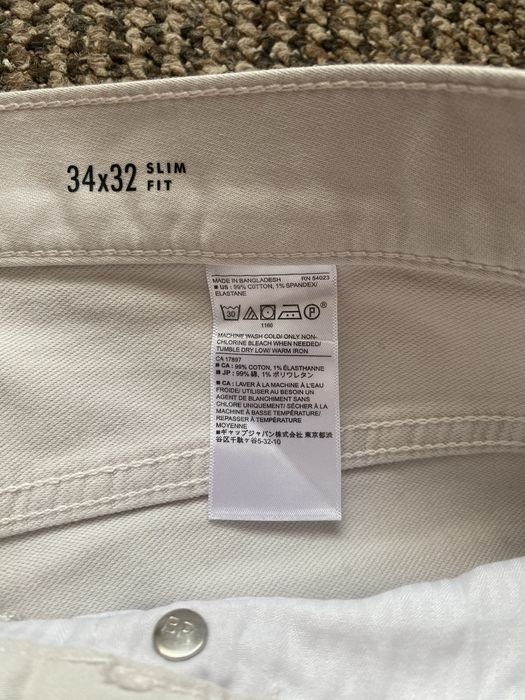 34x32 SLIM
FIT
MADE IN BANGLADESH RN 54023
■ US : 99% COTTON, 1% SPANDEX/
ELASTANE
30 P ®
1166
MACHINE WASH COLD/ ONLY NON-
CHLORINE BLEACH WHEN NEEDED/
TUMBLE DRY LOW/ WARM IRON
CA 17897
■ CA : 99% COTON, 1% ÉLASTHANNE
■ JP : 99% 綿, 1% ポリウレタン
■ CA : LAVER À LA MACHINE À L'EAU
FROIDE/ UTILISER AU BESOIN UN
AGENT DE BLANCHIMENT SANS
CHLORE UNIQUEMENT/ SÉCHER À LA
MACHINE À BASSE TEMPÉRATURE/
REPASSER À TEMPÉRATURE
MOYENNE
■ギャップジャパン株式会社 東京都渋
谷区千駄ヶ谷5-32-10